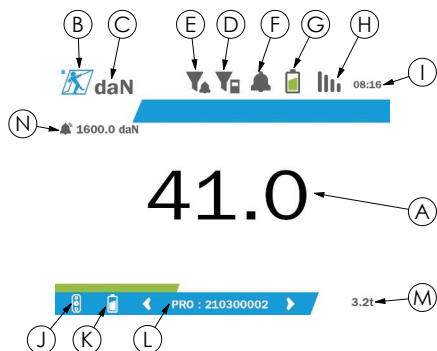 B C E D F G H I
daN 08:16
N 1600.0 daN
41.0 A
PRO : 210300002 3.2t M
J K L